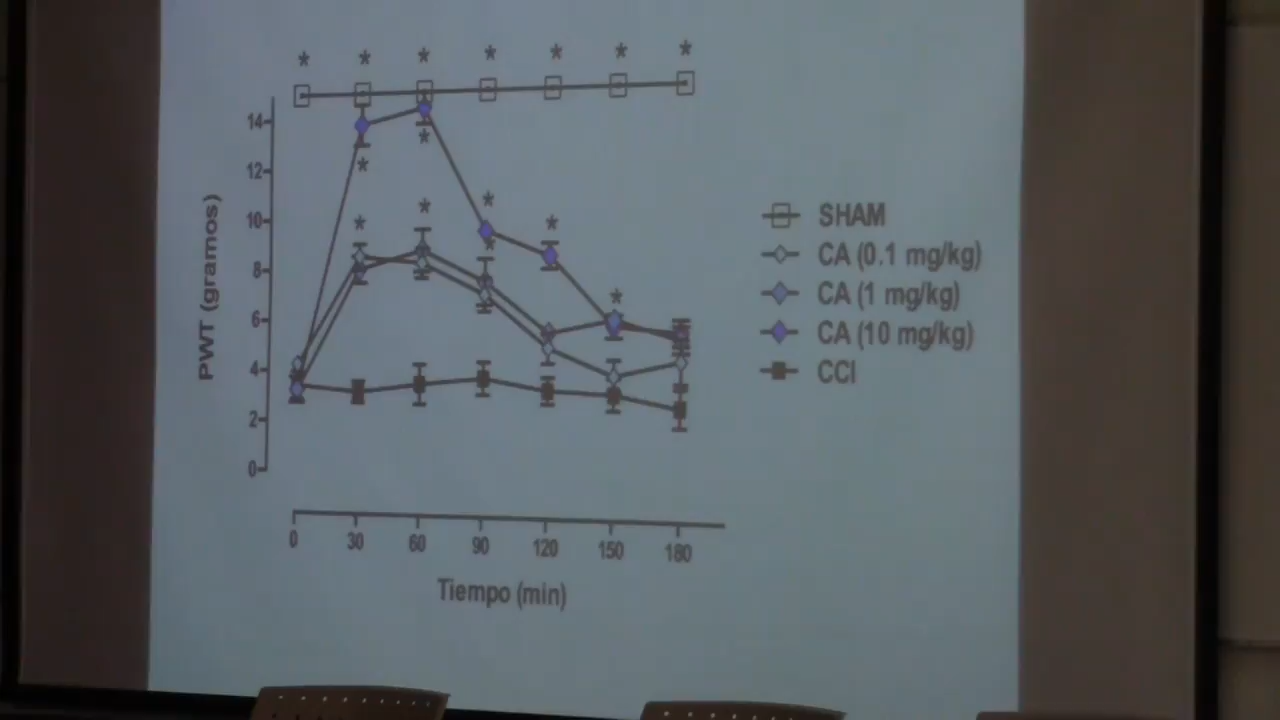 * * * * * * *
14
12
10
8
6
4
2
0
* * * * * * * * *
PWT (gramos)
0 30 60 90 120 150 180
Tiempo (min)
SHAM
CA (0.1 mg/kg)
CA (1 mg/kg)
CA (10 mg/kg)
CCI